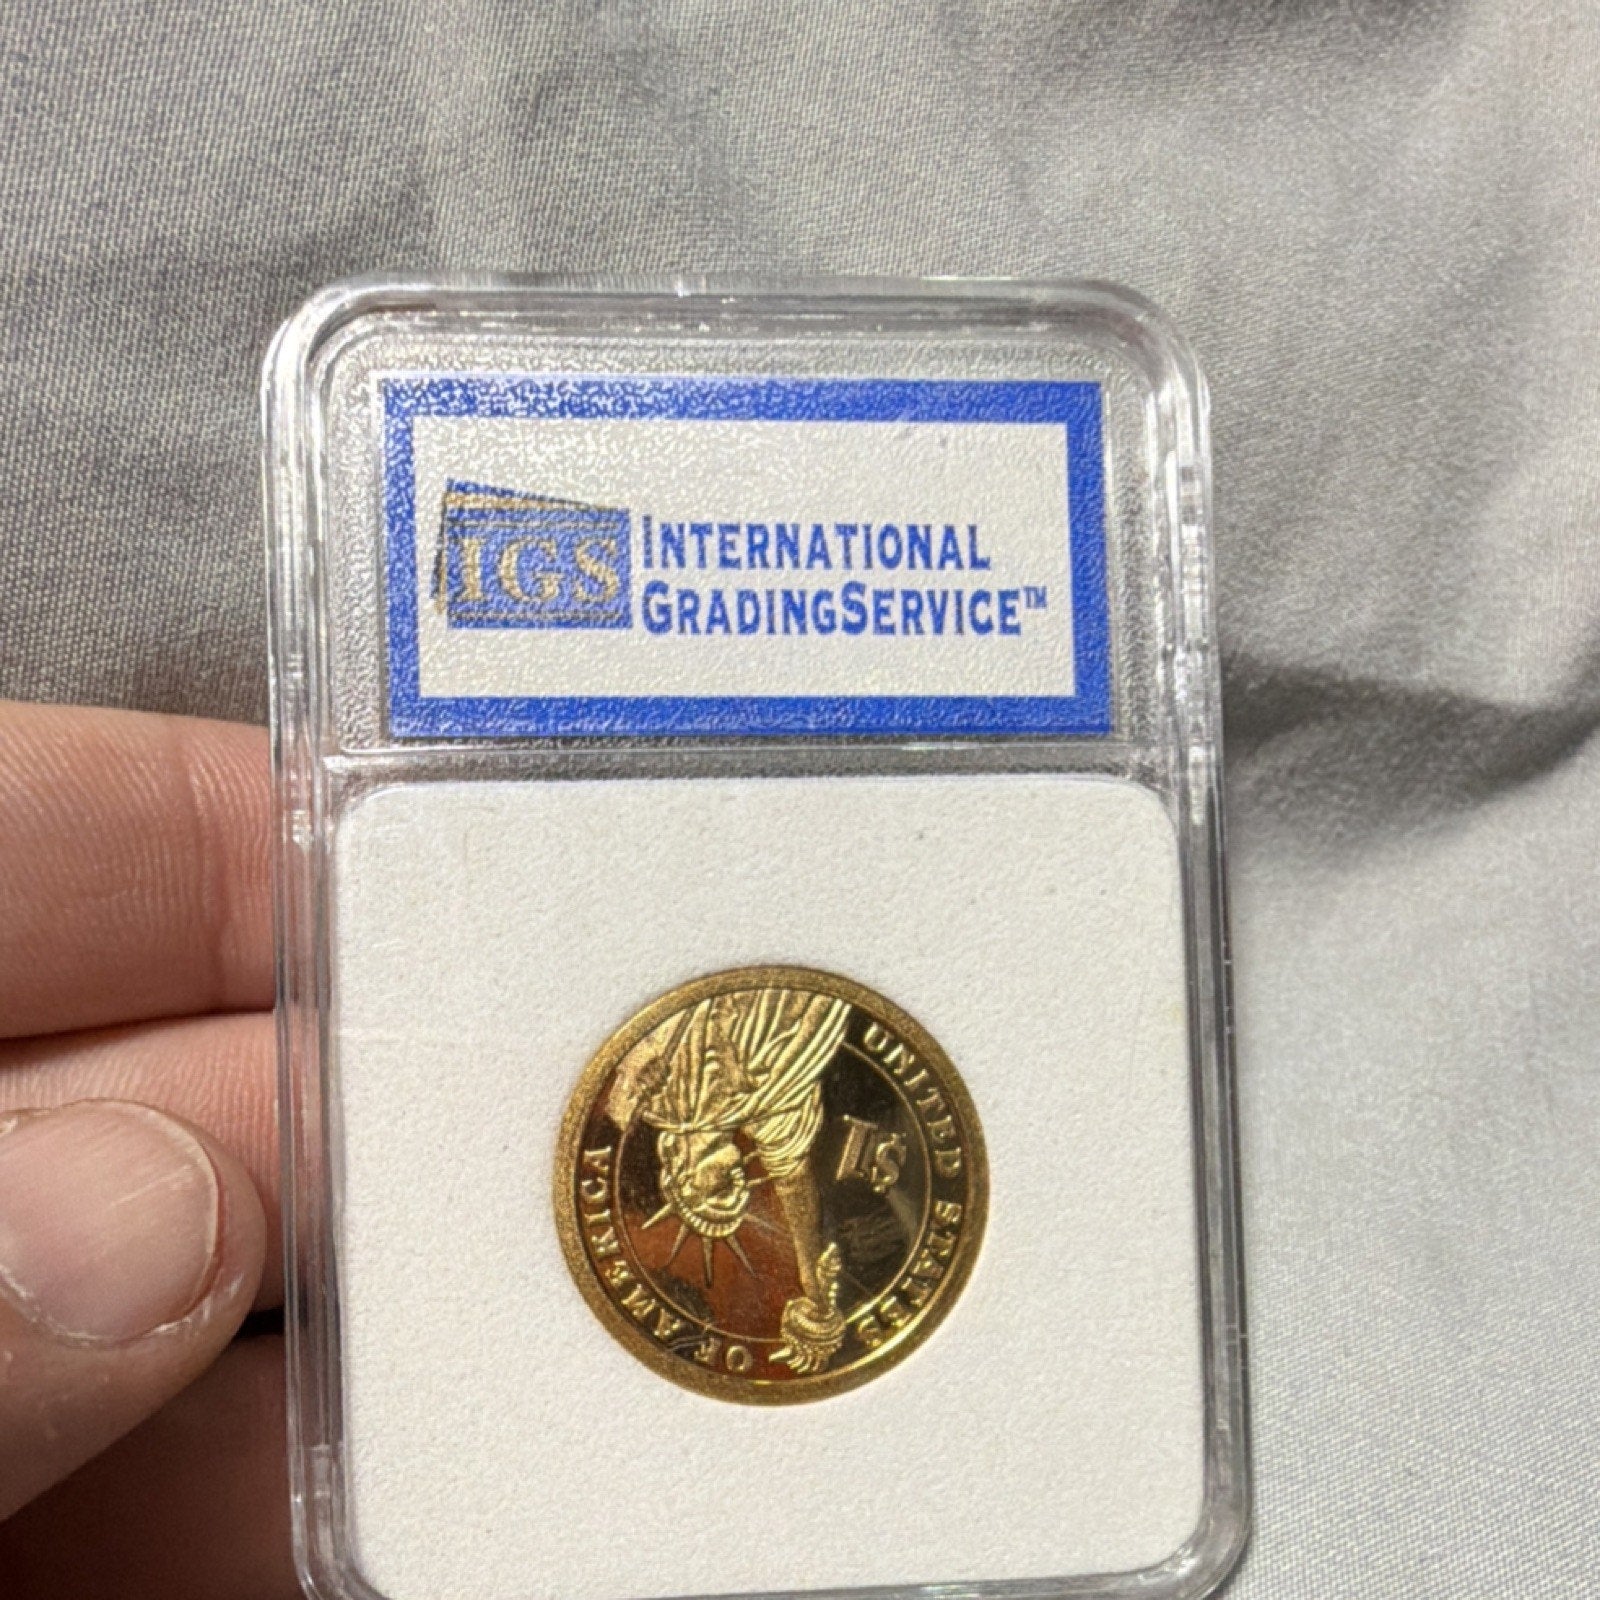 IGS
INTERNATIONAL
GRADINGSERVICE™
UNITED STATES OF AMERICA
$1